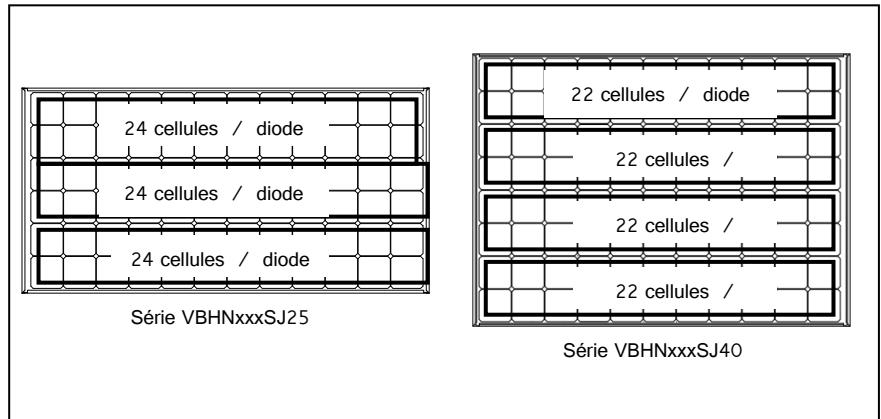 24 cellules / diode
24 cellules / diode
24 cellules / diode
Série VBHNxxxSJ25
22 cellules / diode
22 cellules /
22 cellules /
22 cellules /
Série VBHNxxxSJ40